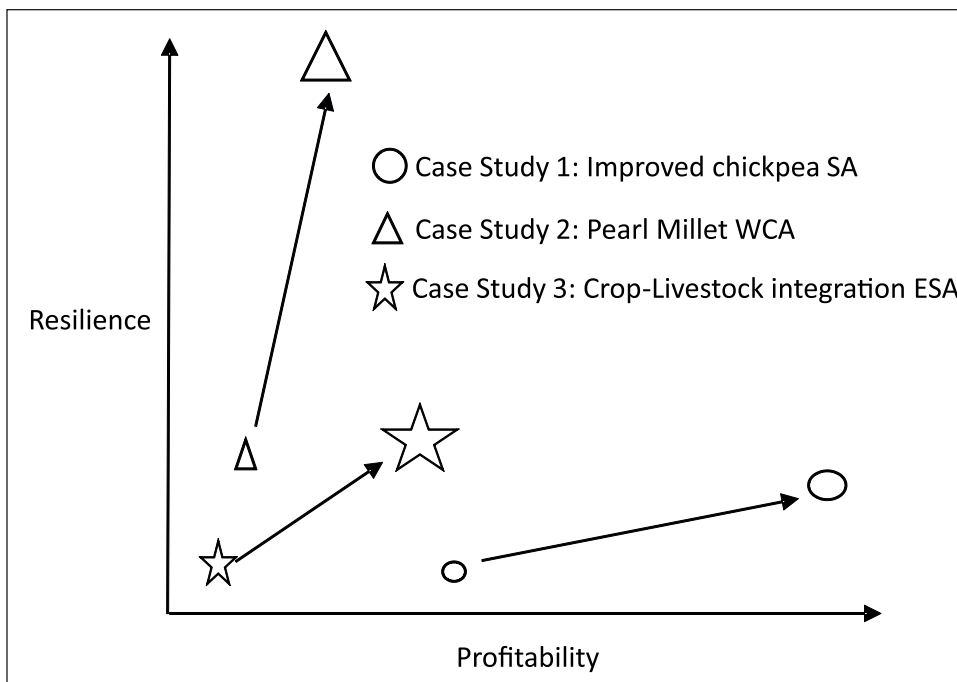 Case Study 1: Improved chickpea SA
Case Study 2: Pearl Millet WCA
Case Study 3: Crop-Livestock integration ESA
Resilience
Profitability